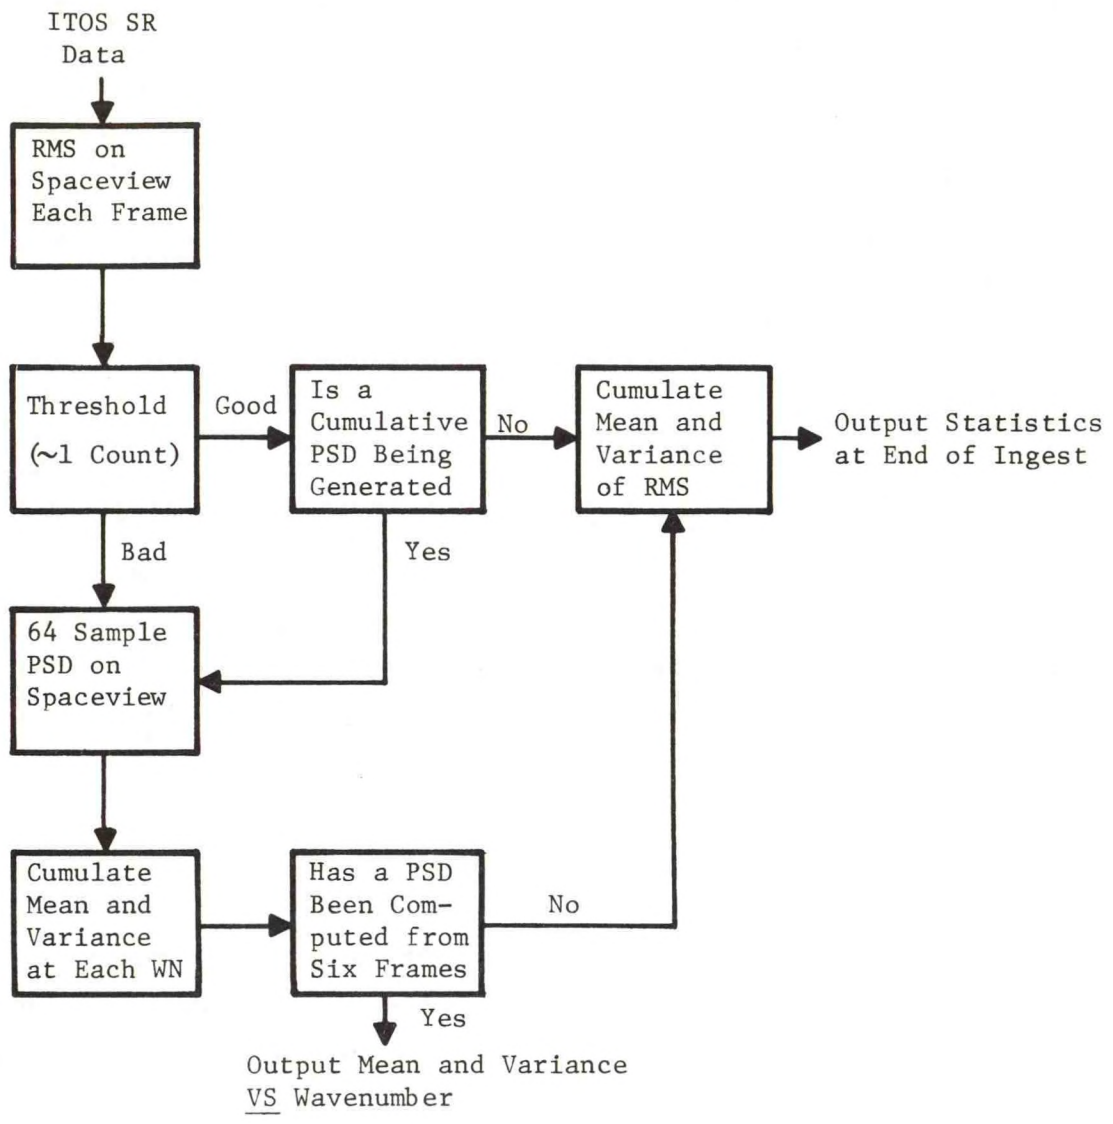 ITOS SR
Data
RMS on
Spaceview
Each Frame
Threshold
(~1 Count)
Good
Is a
Cumulative
PSD Being
Generated
No
Cumulate
Mean and
Variance
of RMS
Output Statistics
at End of Ingest
Bad
Yes
64 Sample
PSD on
Spaceview
Cumulate
Mean and
Variance
at Each WN
Has a PSD
Been Com-
puted from
Six Frames
No
Yes
Output Mean and Variance
VS Wavenumber